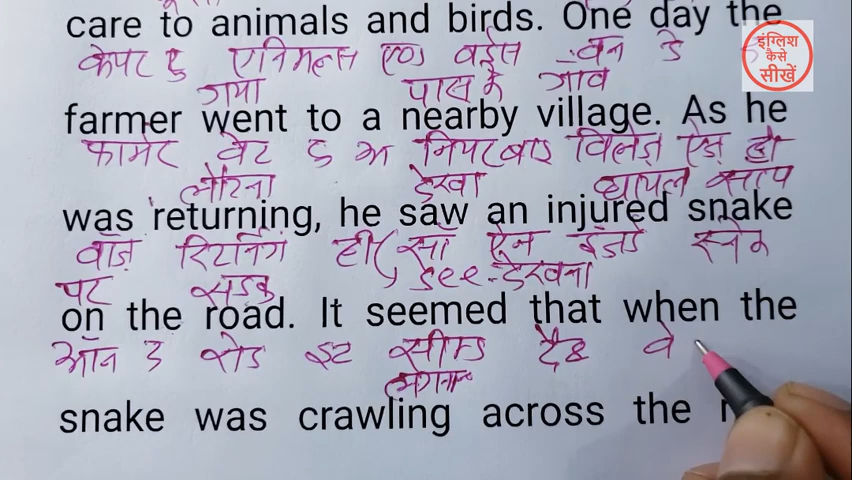 care to animals and birds. One day the
केयर टु एनिमल्स एण्ड बर्ड्स वन डे
इंग्लिश
कैसे
सीखें
गया पास के गाँव
farmer went to a nearby village. As he
फार्मर वेंट टु अ नियरबाइ विलेज ऐज़ ही
लौटना देखा घायल साँप
was returning, he saw an injured snake
वॉज़ रिटर्निंग ही सॉ ऐन इंजर्ड स्नेक
पर सड़क see-देखना
on the road. It seemed that when the
ऑन द रोड इट सीम्ड दैट वे
लगना
snake was crawling across the